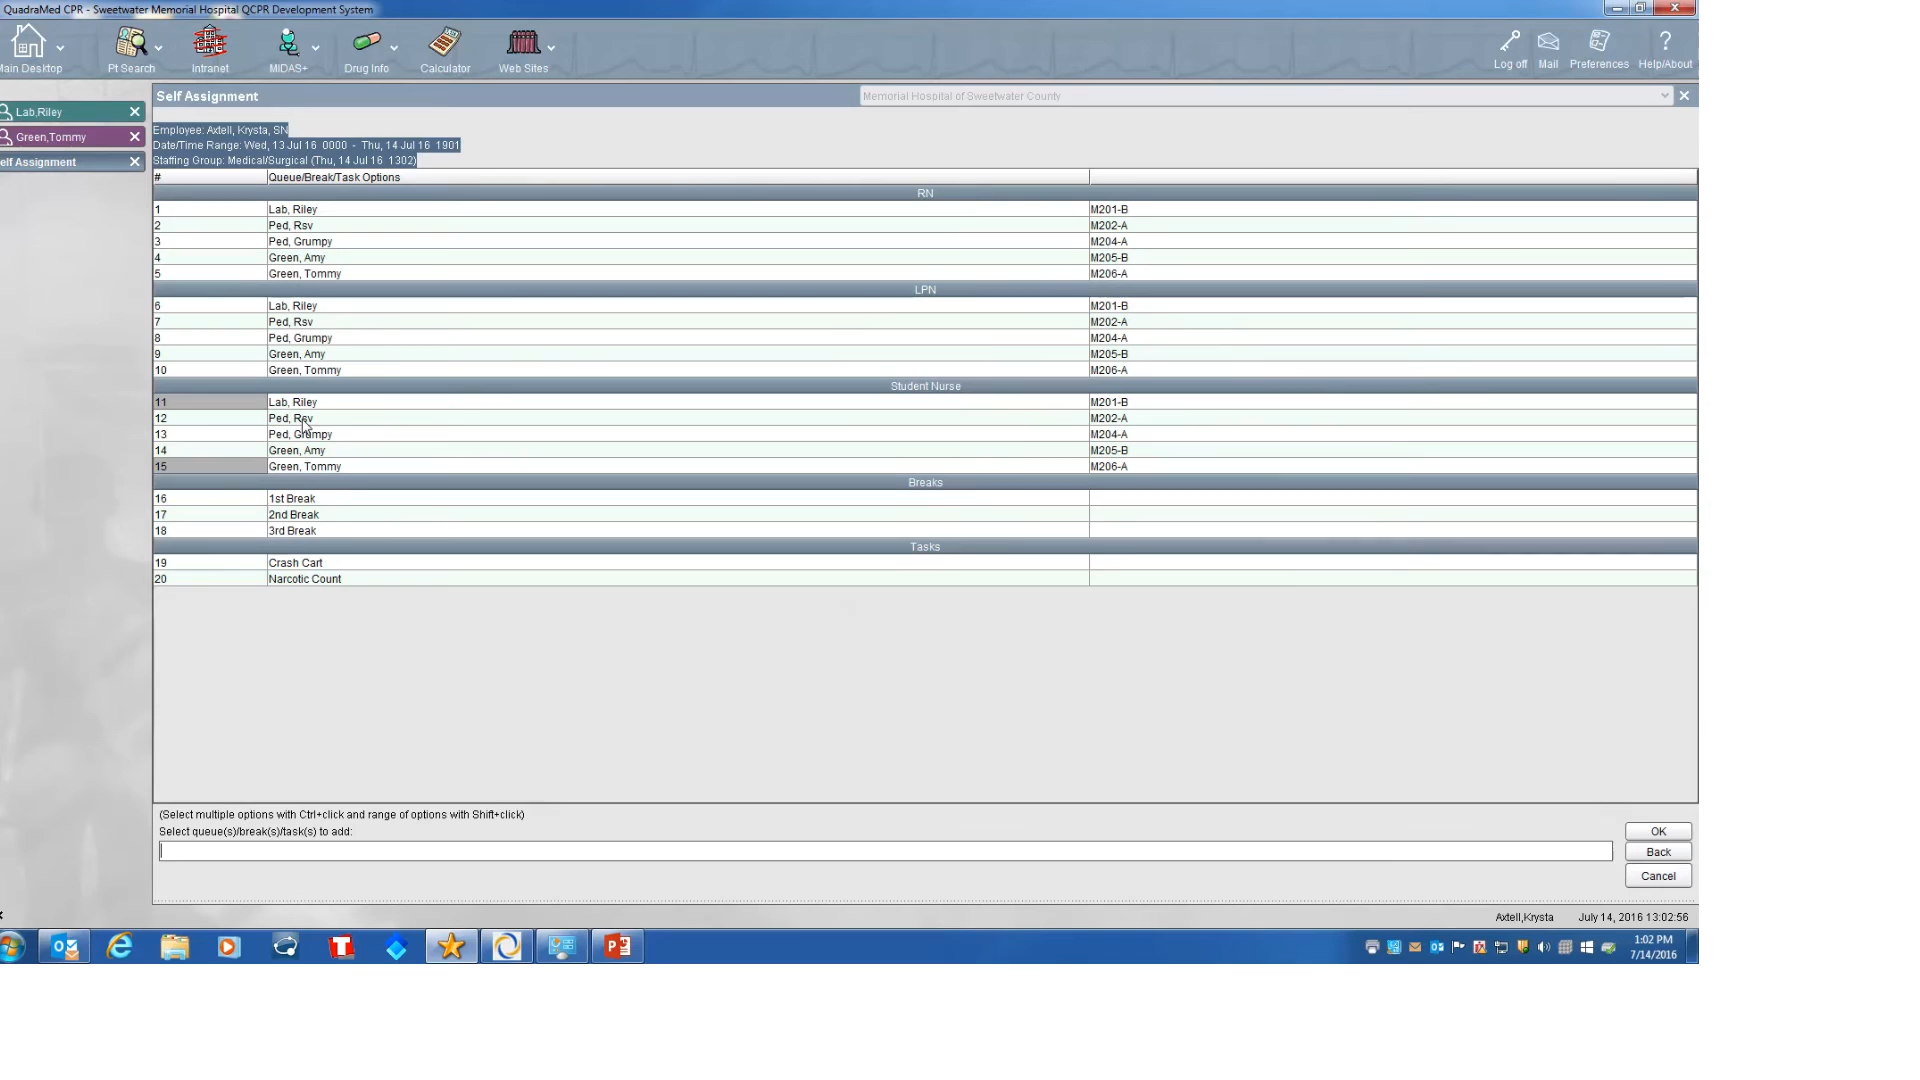 QuadraMed CPR - Sweetwater Memorial Hospital QCPR Development System
ain Desktop Pt Search Intranet MIDAS+ Drug Info Calculator Web Sites Log off Mail Preferences Help/About
Lab,Riley
Green,Tommy
elf Assignment
Self Assignment Memorial Hospital of Sweetwater County
Employee: Axtell, Krysta, SN
Date/Time Range: Wed, 13 Jul 16 0000 - Thu, 14 Jul 16 1901
Staffing Group: Medical/Surgical (Thu, 14 Jul 16 1302)
# Queue/Break/Task Options
RN
1 Lab, Riley M201-B
2 Ped, Rsv M202-A
3 Ped, Grumpy M204-A
4 Green, Amy M205-B
5 Green, Tommy M206-A
LPN
6 Lab, Riley M201-B
7 Ped, Rsv M202-A
8 Ped, Grumpy M204-A
9 Green, Amy M205-B
10 Green, Tommy M206-A
Student Nurse
11 Lab, Riley M201-B
12 Ped, Rsv M202-A
13 Ped, Grumpy M204-A
14 Green, Amy M205-B
15 Green, Tommy M206-A
Breaks
16 1st Break
17 2nd Break
18 3rd Break
Tasks
19 Crash Cart
20 Narcotic Count
(Select multiple options with Ctrl+click and range of options with Shift+click)
Select queue(s)/break(s)/task(s) to add:
OK
Back
Cancel
Axtell,Krysta July 14, 2016 13:02:56
1:02 PM
7/14/2016